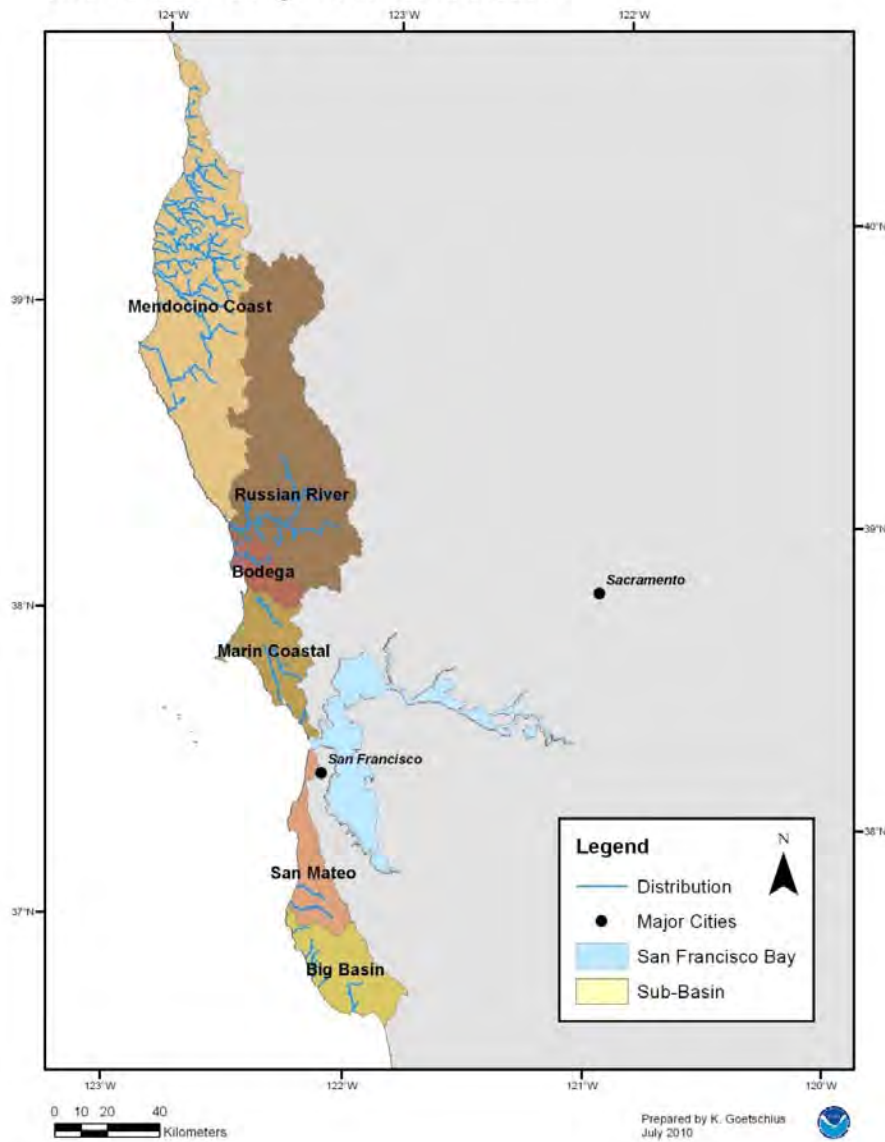 124°W 123°W 122°W
40°N
39°N
Mendocino Coast
Russian River
39°N
Bodega
Sacramento
38°N
Marin Coastal
San Francisco
38°N
Legend
N
San Mateo
Distribution
37°N
Major Cities
San Francisco Bay
Big Basin
Sub-Basin
123°W 122°W 121°W 120°W
0 10 20 40
Kilometers
Prepared by K. Goetschius
July 2010